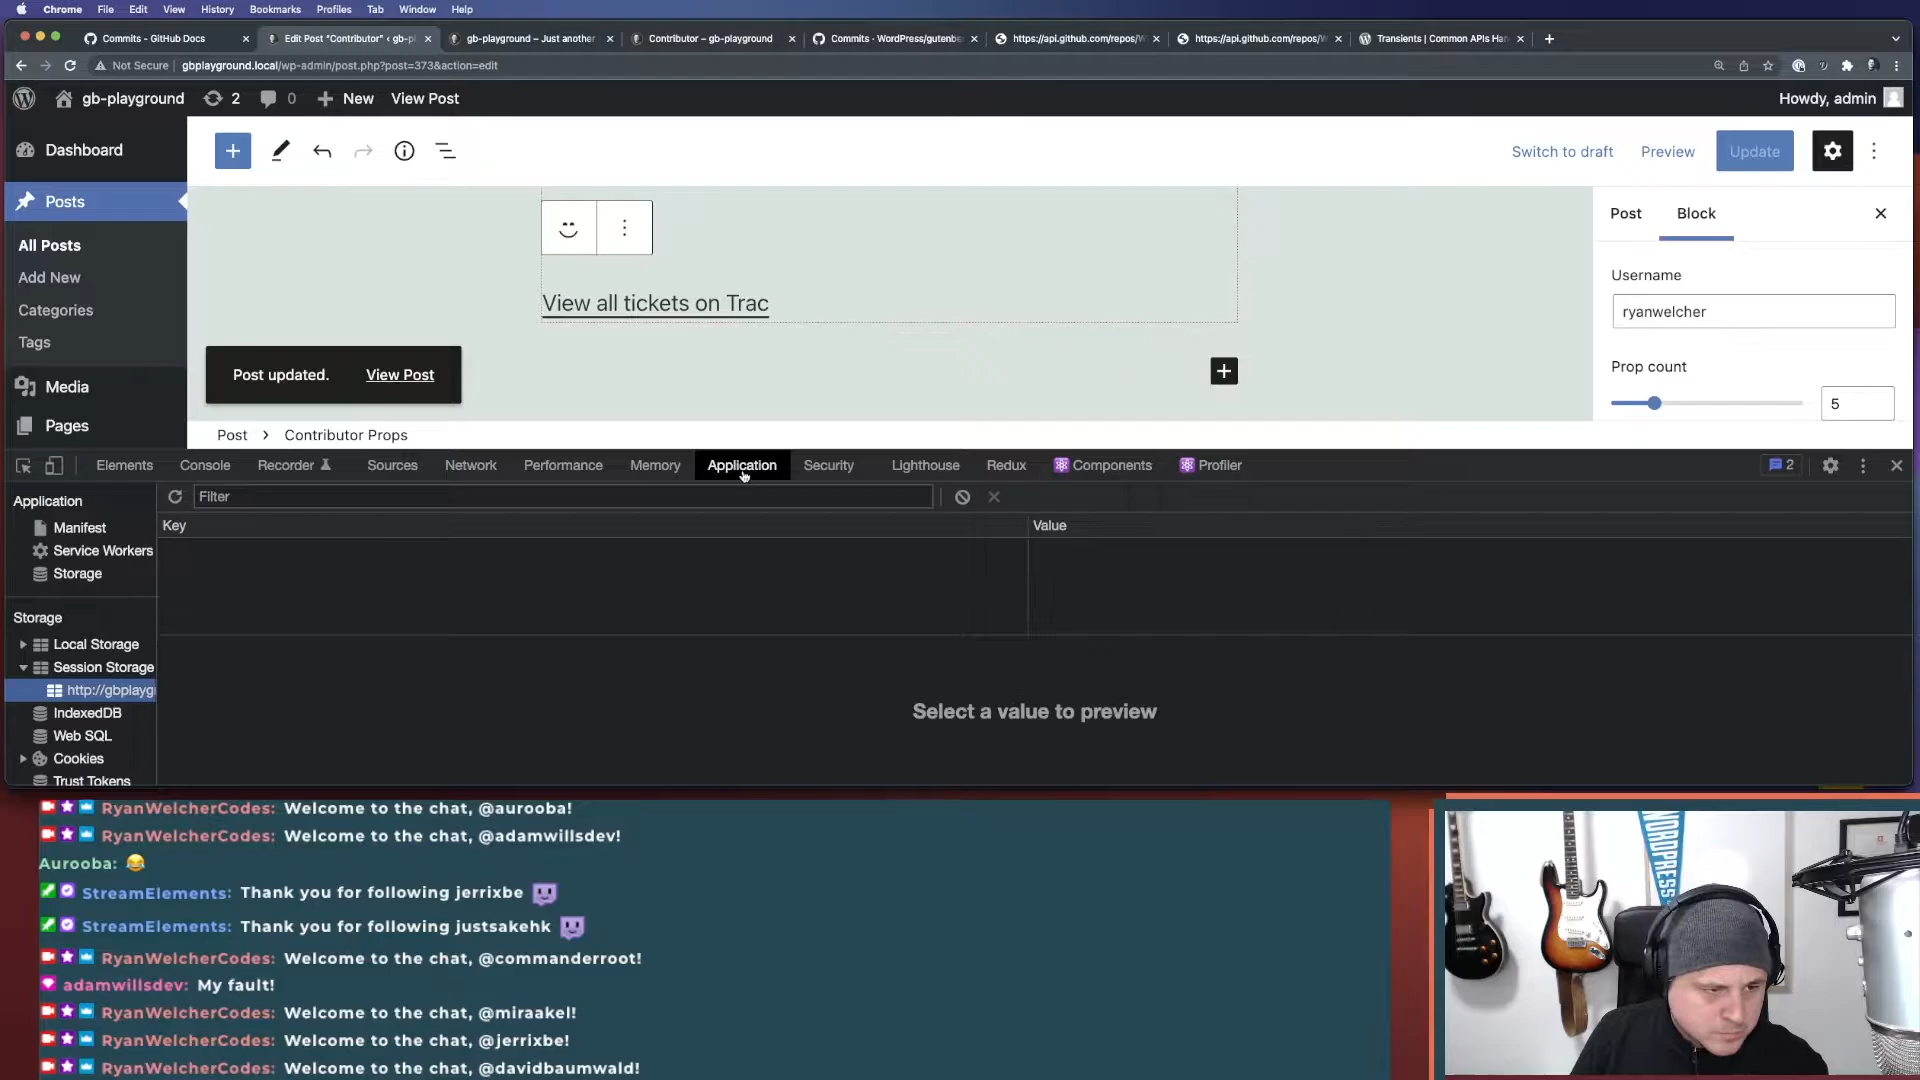 Chrome File Edit View History Bookmarks Profiles Tab Window Help
Commits - GitHub Docs
Edit Post "Contributor" ‹ gb-pl
gb-playground – Just another
Contributor – gb-playground
Commits · WordPress/gutenbe
https://api.github.com/repos/W
https://api.github.com/repos/W
Transients | Common APIs Han
Not Secure | gbplayground.local/wp-admin/post.php?post=373&action=edit
gb-playground 2 0 New View Post Howdy, admin
Dashboard
Posts
All Posts
Add New
Categories
Tags
Media
Pages
Switch to draft Preview Update
View all tickets on Trac
Post updated. View Post
Post › Contributor Props
Post Block
Username
ryanwelcher
Prop count
5
Elements Console Recorder Sources Network Performance Memory Application Security Lighthouse Redux Components Profiler 2
Application
Manifest
Service Workers
Storage
Storage
Local Storage
Session Storage
http://gbplaygr
IndexedDB
Web SQL
Cookies
Trust Tokens
Filter
Key Value
Select a value to preview
RyanWelcherCodes: Welcome to the chat, @aurooba!
RyanWelcherCodes: Welcome to the chat, @adamwillsdev!
Aurooba: 😂
StreamElements: Thank you for following jerrixbe
StreamElements: Thank you for following justsakehk
RyanWelcherCodes: Welcome to the chat, @commanderroot!
adamwillsdev: My fault!
RyanWelcherCodes: Welcome to the chat, @miraakel!
RyanWelcherCodes: Welcome to the chat, @jerrixbe!
RyanWelcherCodes: Welcome to the chat, @davidbaumwald!
WORDPRESS